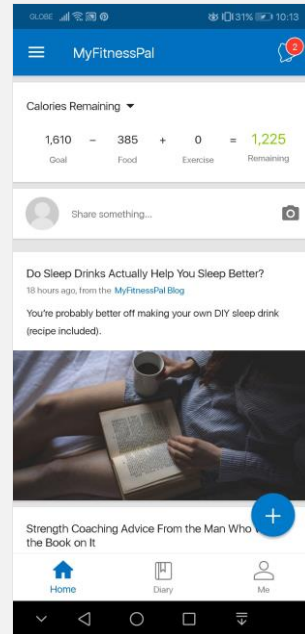 GLOBE 31% 10:13
MyFitnessPal 2
Calories Remaining
1,610 – 385 + 0 = 1,225
Goal Food Exercise Remaining
Share something...
Do Sleep Drinks Actually Help You Sleep Better?
18 hours ago, from the MyFitnessPal Blog
You're probably better off making your own DIY sleep drink
(recipe included).
Strength Coaching Advice From the Man Who
the Book on It
Home Diary Me